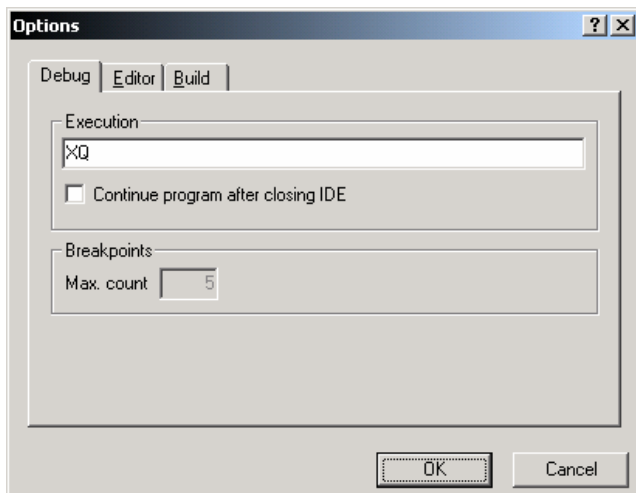 Options
Debug Editor Build
Execution
XQ
Continue program after closing IDE
Breakpoints
Max. count 5
OK Cancel